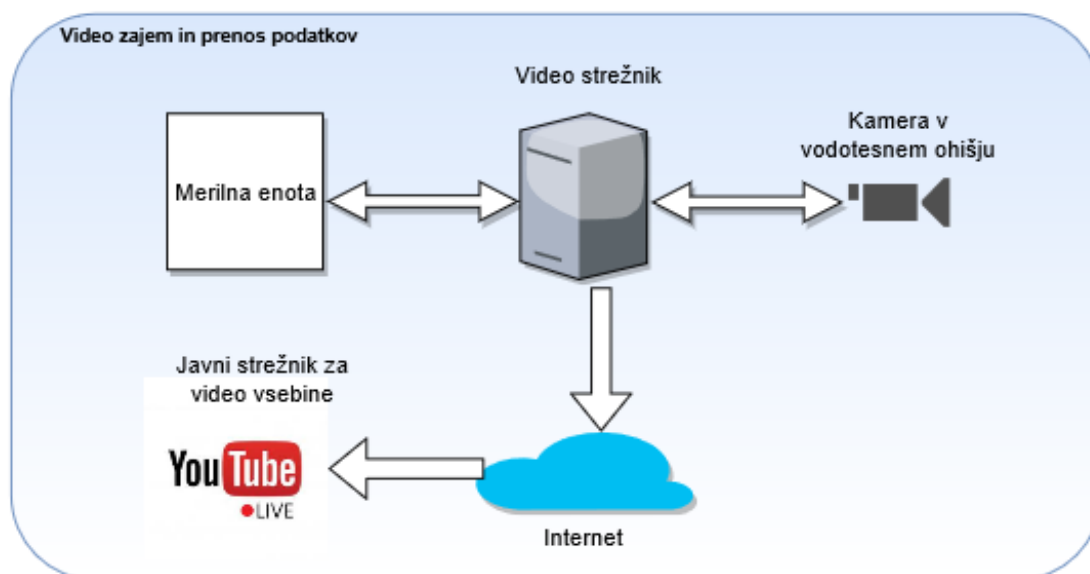 Video zajem in prenos podatkov
Video strežnik
Kamera v
vodotesnem ohišju
Merilna enota
Javni strežnik za
video vsebine
YouTube
LIVE
Internet